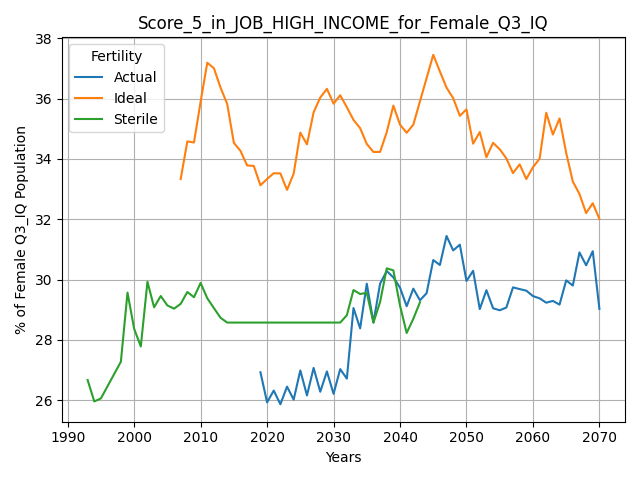 Score_5_in_JOB_HIGH_INCOME_for_Female_Q3_IQ
Fertility
Actual
Ideal
Sterile
% of Female Q3_IQ Population
38
36
34
32
30
28
26
1990 2000 2010 2020 2030 2040 2050 2060 2070
Years